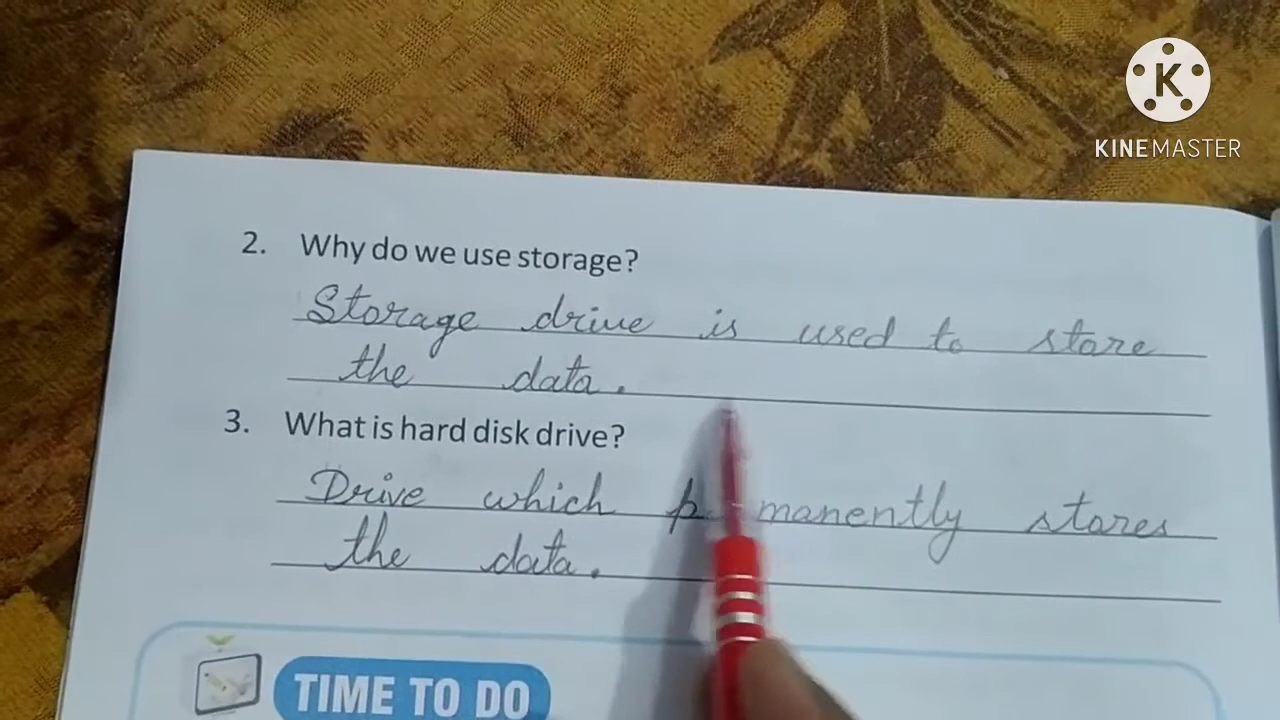 K
KINEMASTER
2. Why do we use storage?
Storage drive is used to store
the data.
3. What is hard disk drive?
Drive which manently stores
the data.
TIME TO DO